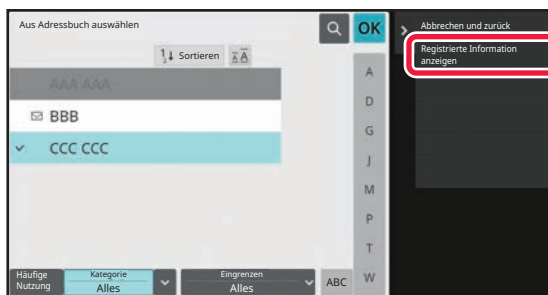 Aus Adressbuch auswählen
OK
Abbrechen und zurück
Registrierte Information
anzeigen
Sortieren
AAA AAA
BBB
CCC CCC
A
D
G
J
M
P
T
W
Häufige
Nutzung
Kategorie
Alles
Eingrenzen
Alles
ABC